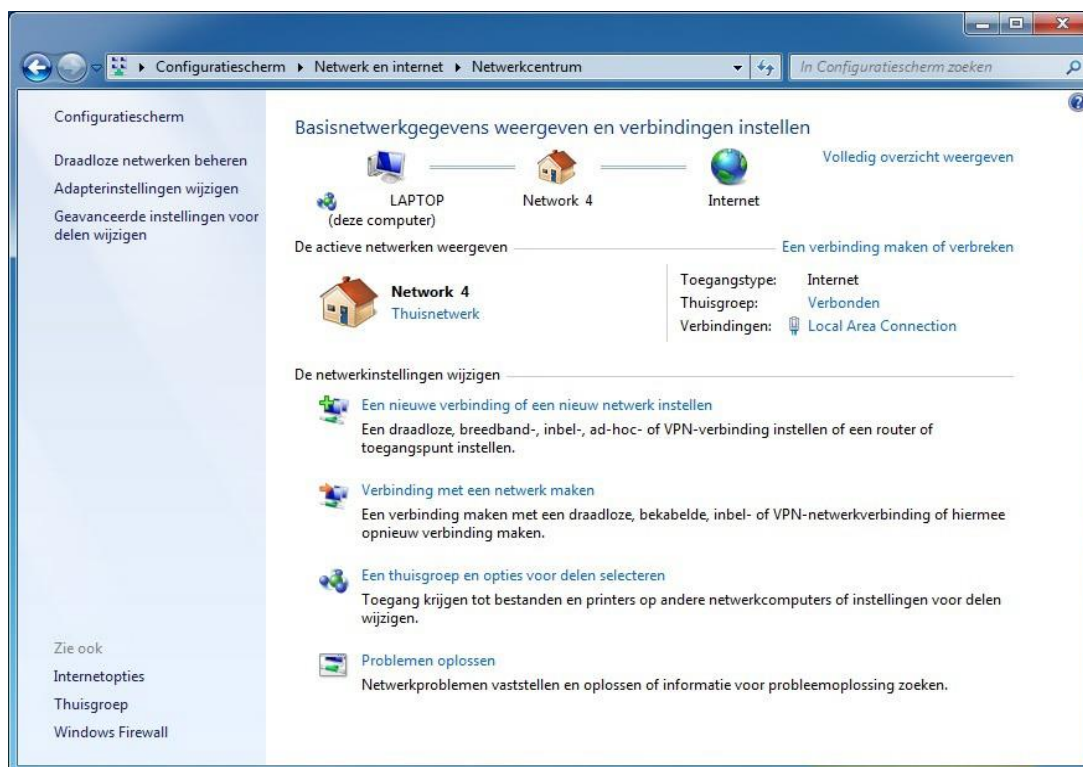 Configuratiescherm ▸ Netwerk en internet ▸ Netwerkcentrum
In Configuratiescherm zoeken
Configuratiescherm
Draadloze netwerken beheren
Adapterinstellingen wijzigen
Geavanceerde instellingen voor
delen wijzigen
Basisnetwerkgegevens weergeven en verbindingen instellen
Volledig overzicht weergeven
LAPTOP
(deze computer)
Network 4
Internet
De actieve netwerken weergeven
Een verbinding maken of verbreken
Network 4
Thuisnetwerk
Toegangstype: Internet
Thuisgroep: Verbonden
Verbindingen: Local Area Connection
De netwerkinstellingen wijzigen
Een nieuwe verbinding of een nieuw netwerk instellen
Een draadloze, breedband-, inbel-, ad-hoc- of VPN-verbinding instellen of een router of
toegangspunt instellen.
Verbinding met een netwerk maken
Een verbinding maken met een draadloze, bekabelde, inbel- of VPN-netwerkverbinding of hiermee
opnieuw verbinding maken.
Een thuisgroep en opties voor delen selecteren
Toegang krijgen tot bestanden en printers op andere netwerkcomputers of instellingen voor delen
wijzigen.
Problemen oplossen
Netwerkproblemen vaststellen en oplossen of informatie voor probleemoplossing zoeken.
Zie ook
Internetopties
Thuisgroep
Windows Firewall